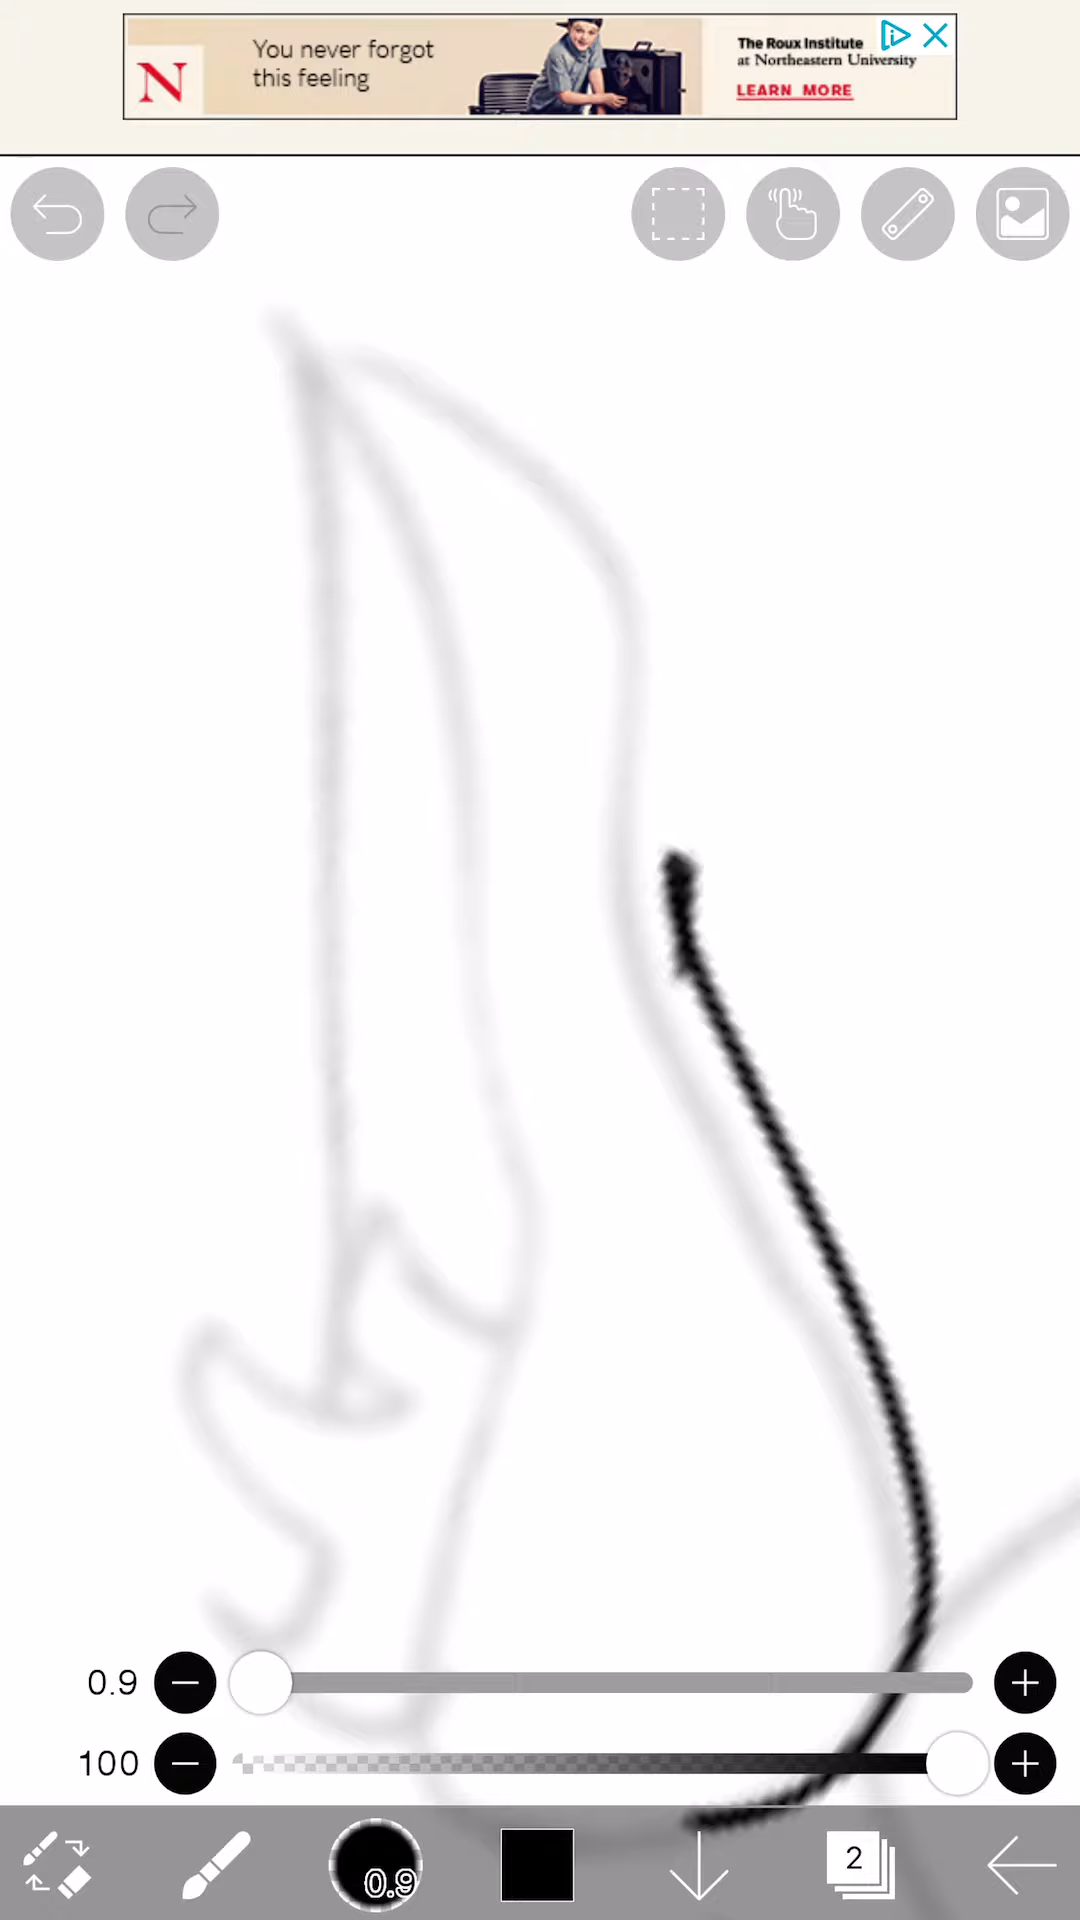 N
You never forgot
this feeling
The Roux Institute
at Northeastern University
LEARN MORE
0.9
100
0.9
2